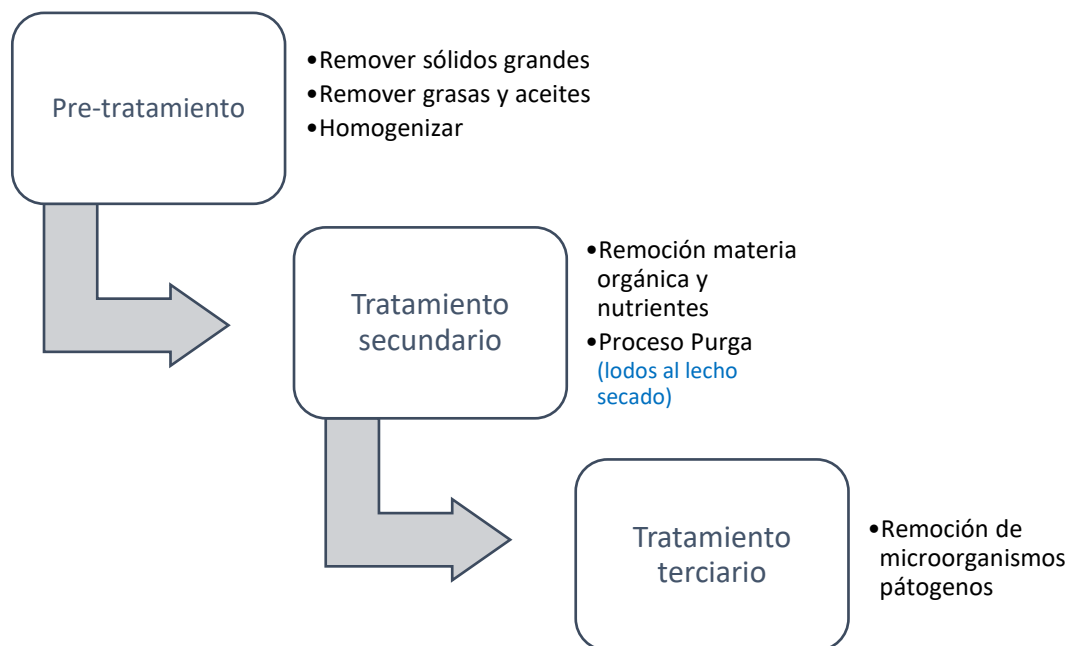 Pre-tratamiento
•Remover sólidos grandes
•Remover grasas y aceites
•Homogenizar
Tratamiento
secundario
•Remoción materia
orgánica y
nutrientes
•Proceso Purga
(lodos al lecho
secado)
Tratamiento
terciario
•Remoción de
microorganismos
pátogenos